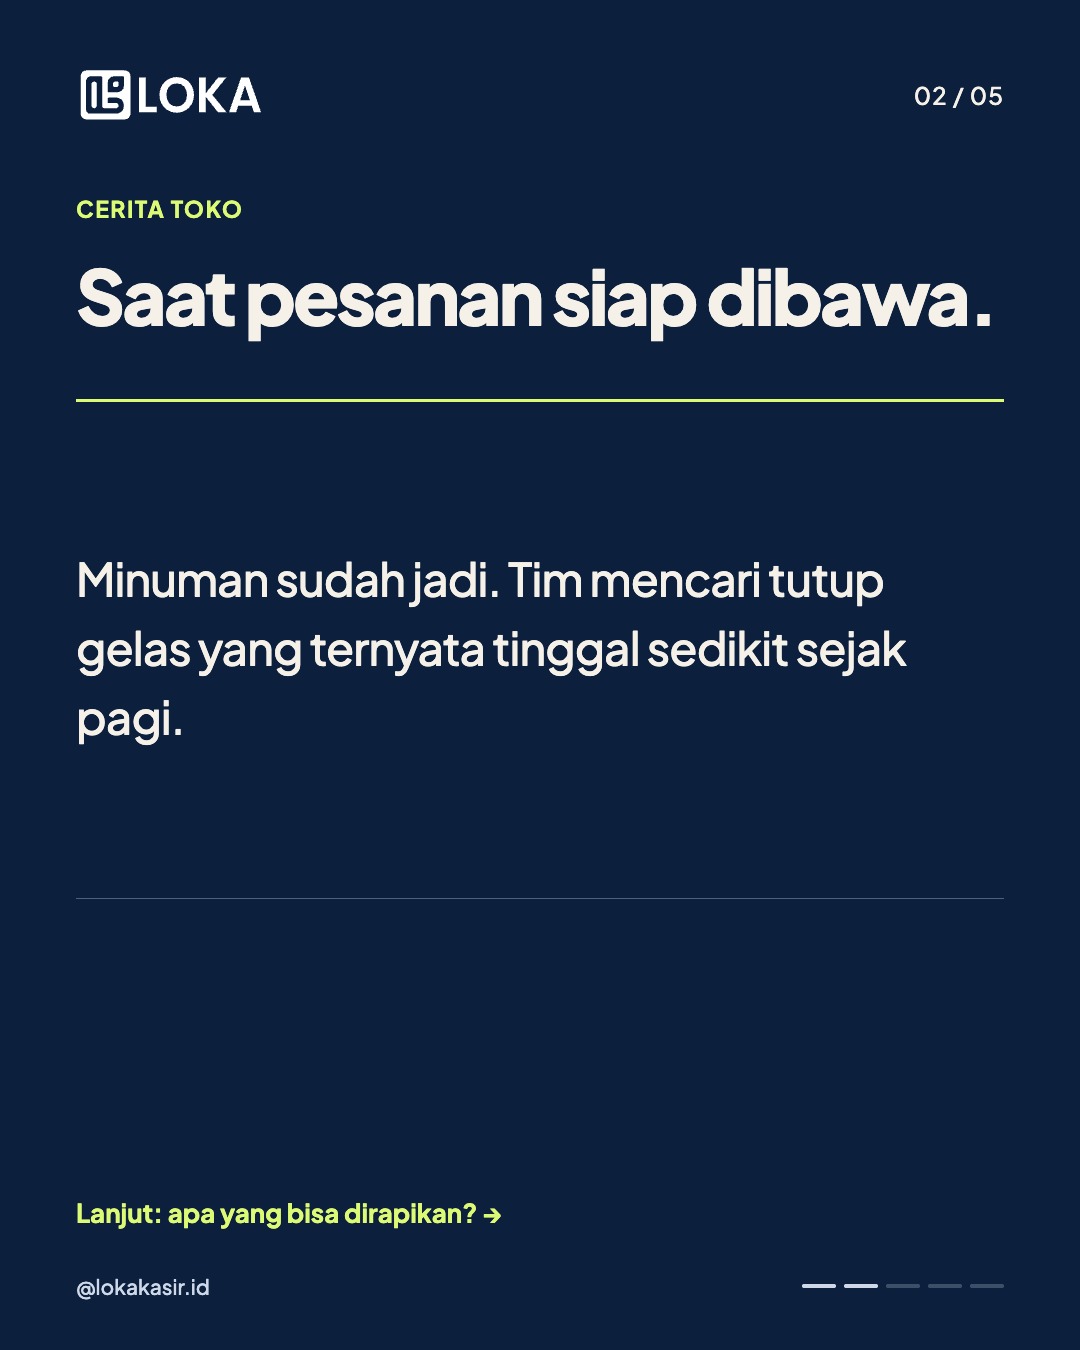 LOKA
02 / 05
CERITA TOKO
Saat pesanan siap dibawa.
Minuman sudah jadi. Tim mencari tutup
gelas yang ternyata tinggal sedikit sejak
pagi.
Lanjut: apa yang bisa dirapikan? →
@lokakasir.id